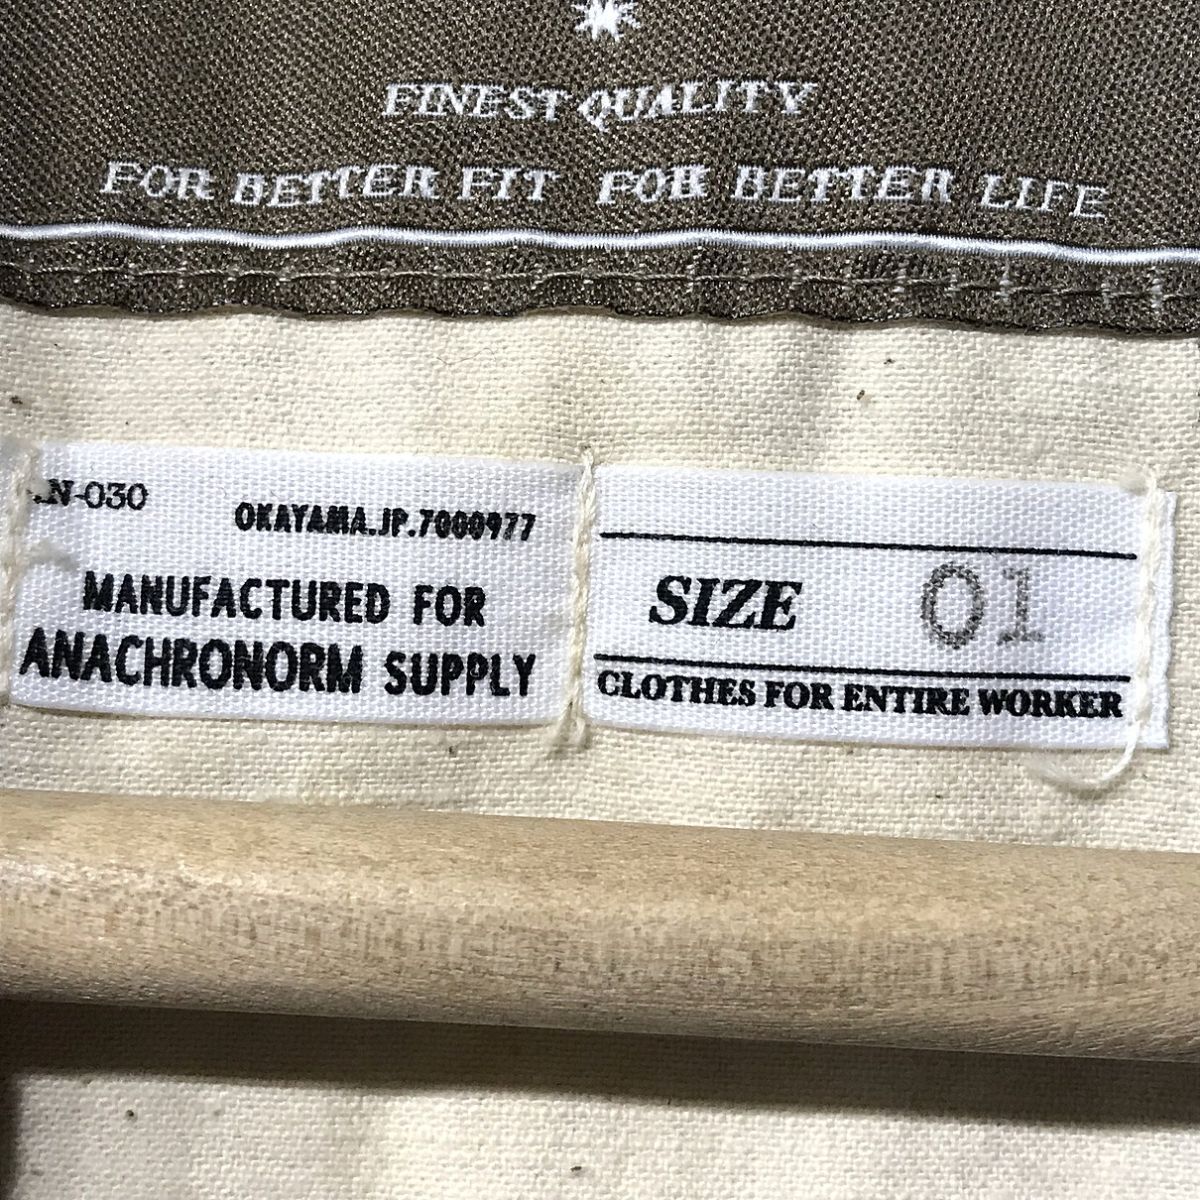 FINEST QUALITY
FOR BETTER FIT FOR BETTER LIFE
N-030
OKAYAMA.JP.7000977
MANUFACTURED FOR
ANACHRONORM SUPPLY
SIZE 01
CLOTHES FOR ENTIRE WORKER